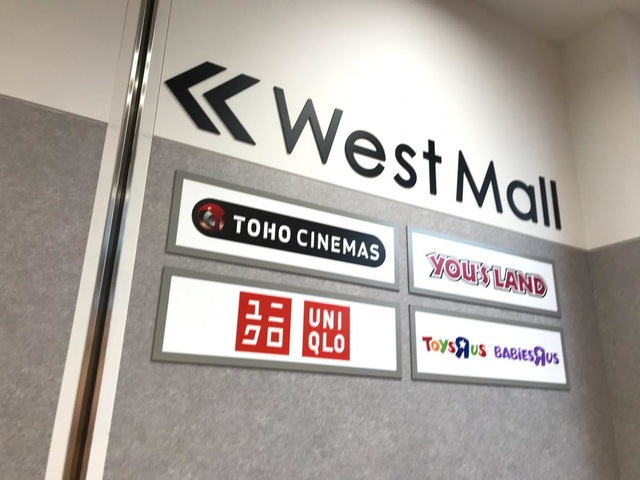 West Mall
TOHO CINEMAS
YOU'S LAND
ユニ
クロ
UNI
QLO
TOYSЯUS BABIESЯUS